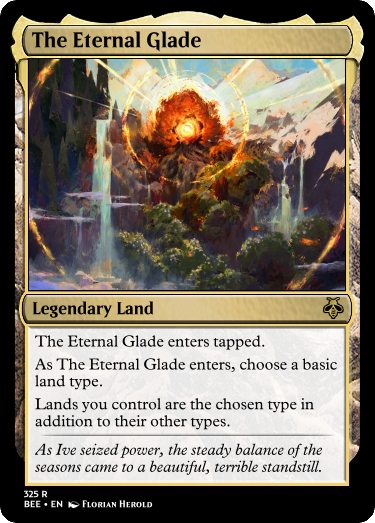 The Eternal Glade
Legendary Land
The Eternal Glade enters tapped.
As The Eternal Glade enters, choose a basic
land type.
Lands you control are the chosen type in
addition to their other types.
As Ive seized power, the steady balance of the
seasons came to a beautiful, terrible standstill.
325 R
BEE • EN Florian Herold